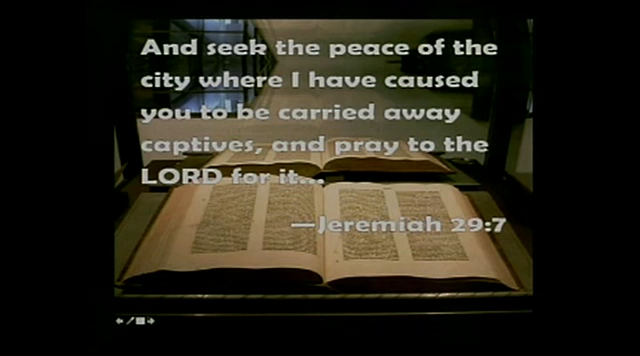 And seek the peace of the
city where I have caused
you to be carried away
captives, and pray to the
LORD for it...
—Jeremiah 29:7